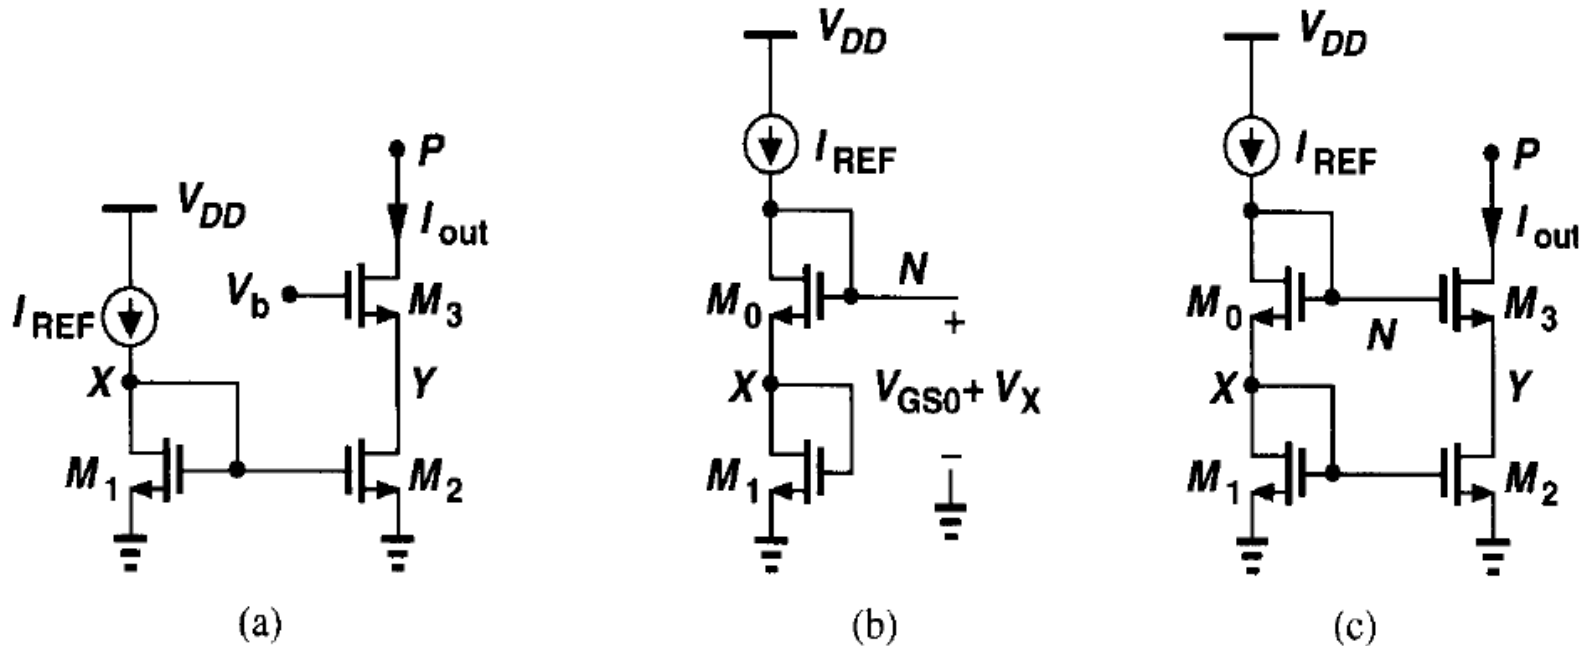 V_DD
I_REF
X
M_1
V_b
P
I_out
M_3
Y
M_2
(a)
V_DD
I_REF
N
M_0
+
X
V_GS0 + V_X
M_1
−
(b)
V_DD
I_REF
P
I_out
M_0
N
M_3
X
Y
M_1
M_2
(c)